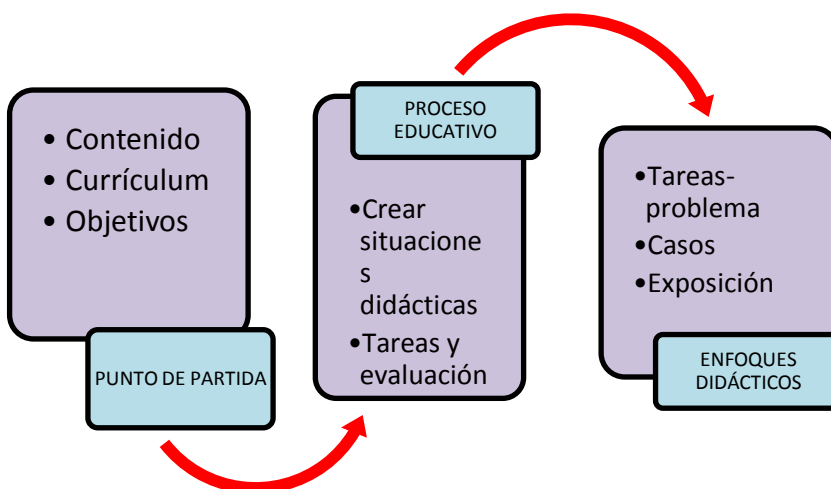 • Contenido
• Currículum
• Objetivos
PUNTO DE PARTIDA
PROCESO
EDUCATIVO
•Crear
situacione
s
didácticas
•Tareas y
evaluación
•Tareas-
problema
•Casos
•Exposición
ENFOQUES
DIDÁCTICOS